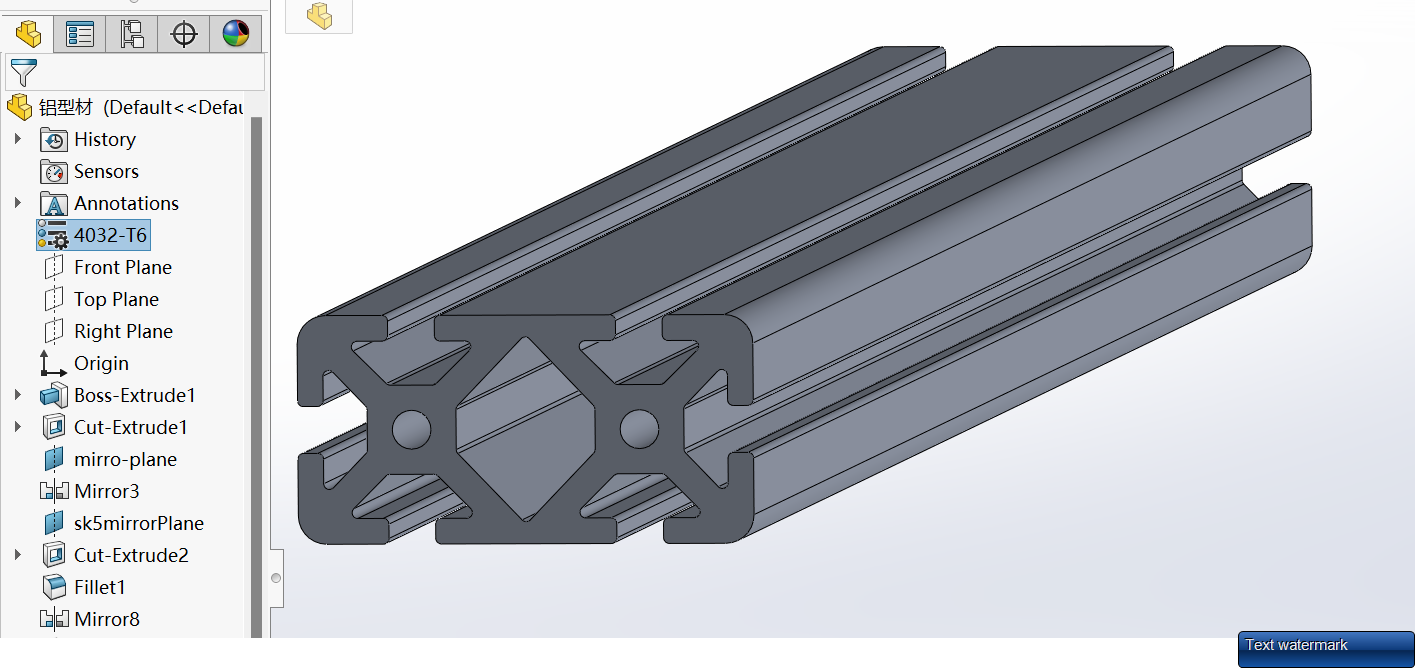 铝型材 (Default<<Defau
History
Sensors
Annotations
4032-T6
Front Plane
Top Plane
Right Plane
Origin
Boss-Extrude1
Cut-Extrude1
mirro-plane
Mirror3
sk5mirrorPlane
Cut-Extrude2
Fillet1
Mirror8
Text watermark